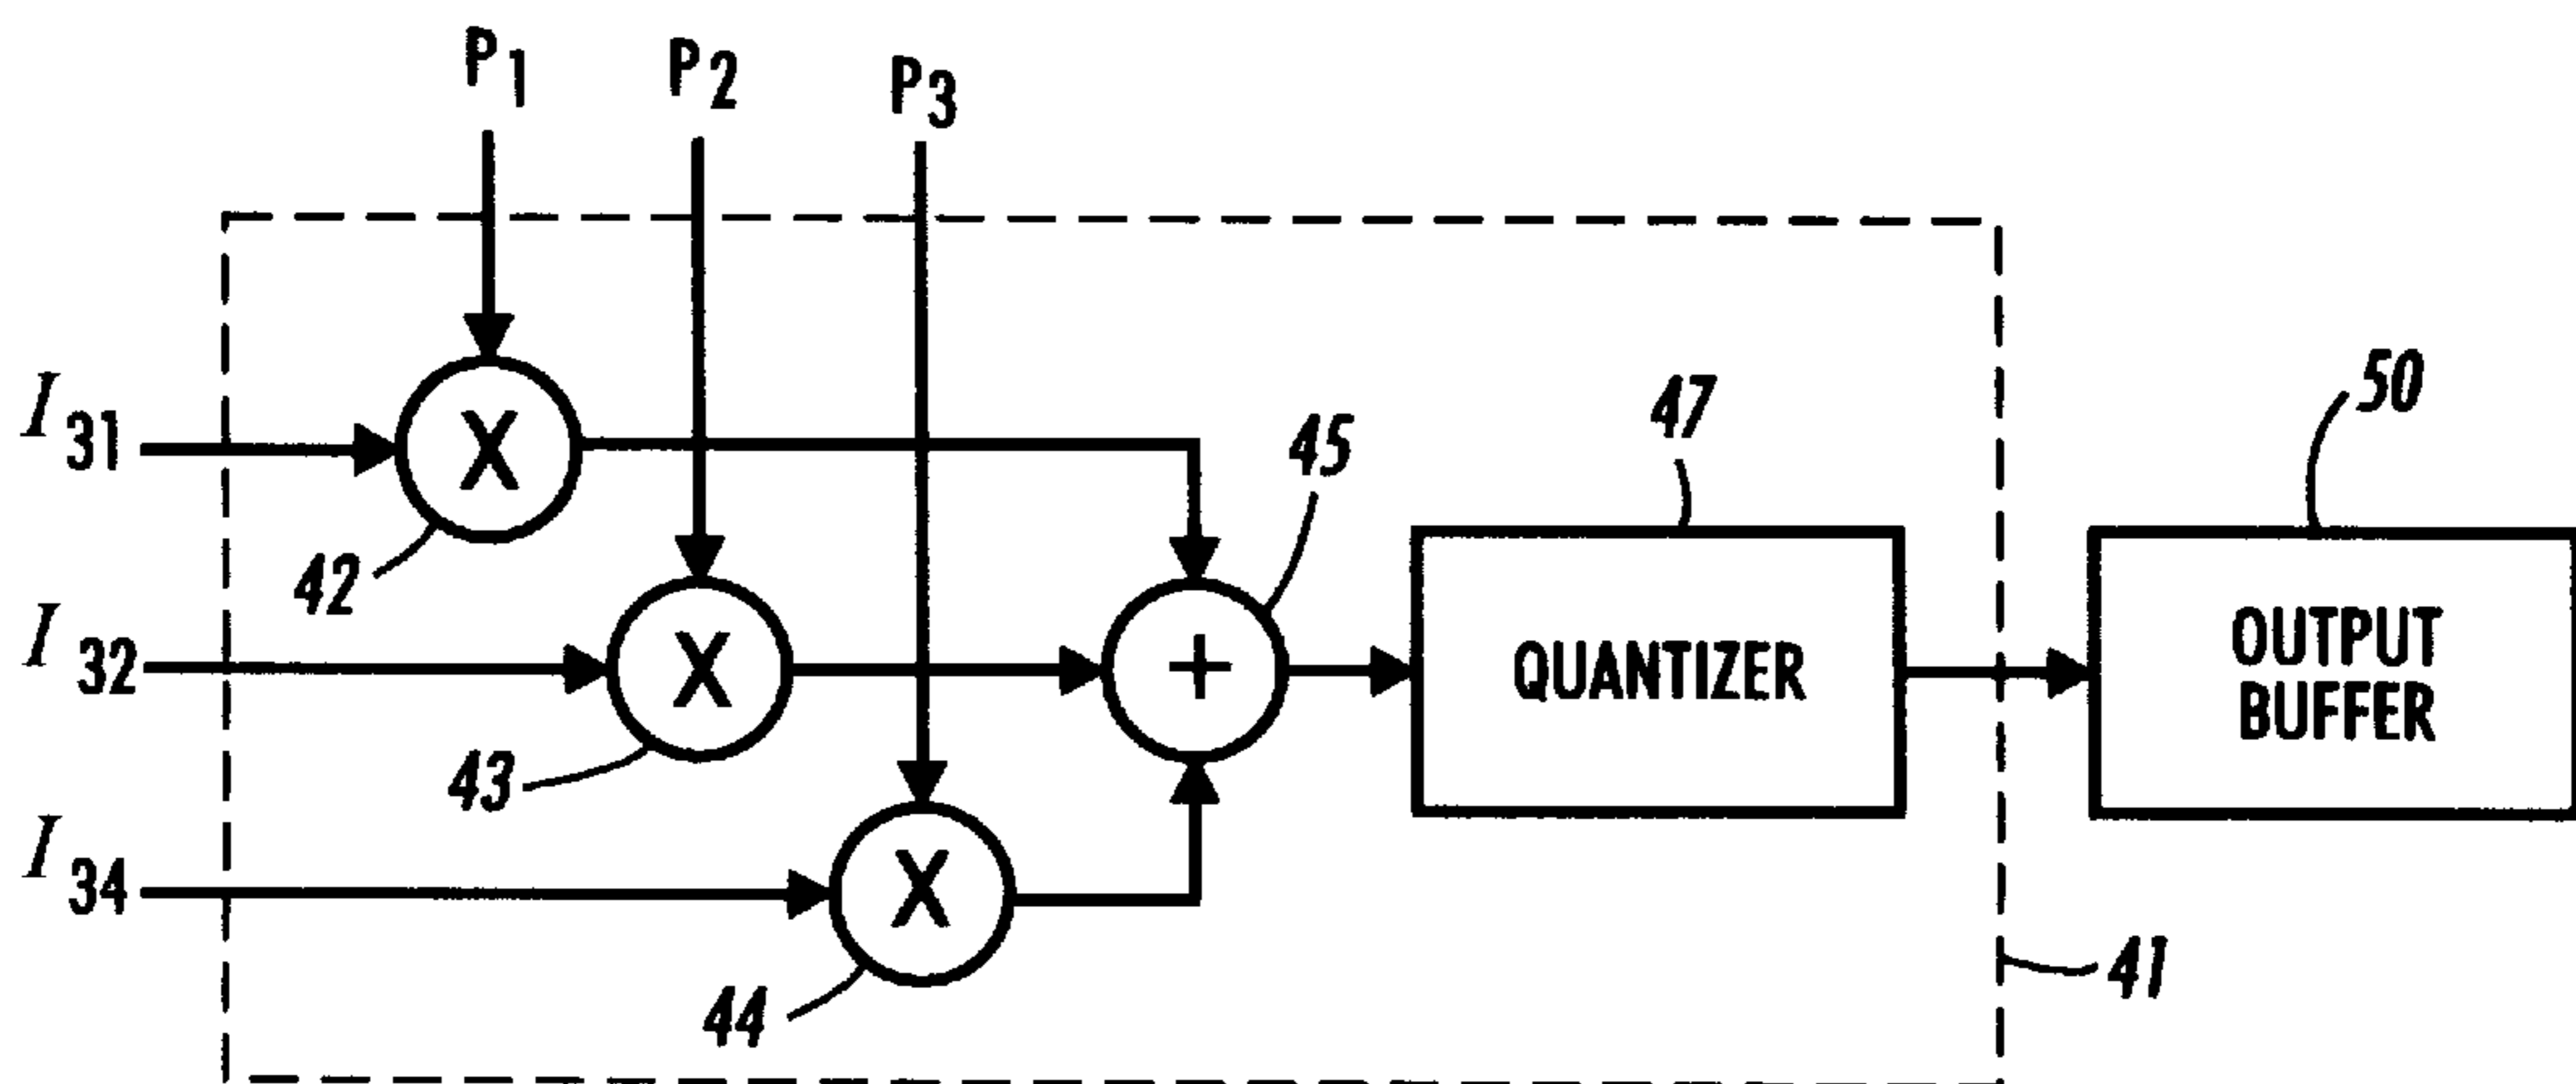 P1
P2
P3
I31
X
42
I32
X
43
I34
X
44
+
45
QUANTIZER
47
OUTPUT
BUFFER
50
41